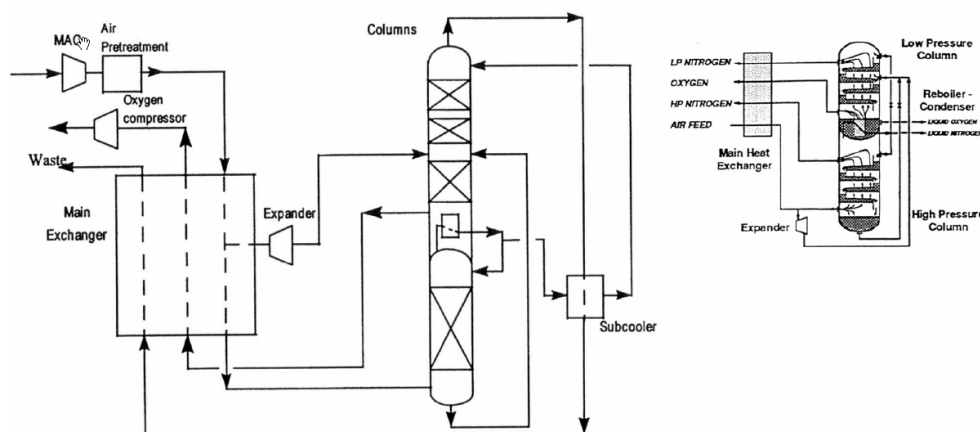 MAC
Air
Pretreatment
Oxygen
compressor
Waste
Main
Exchanger
Expander
Columns
Subcooler
LP NITROGEN
OXYGEN
HP NITROGEN
AIR FEED
Main Heat
Exchanger
Expander
Low Pressure
Column
Reboiler -
Condenser
LIQUID OXYGEN
LIQUID NITROGEN
High Pressure
Column